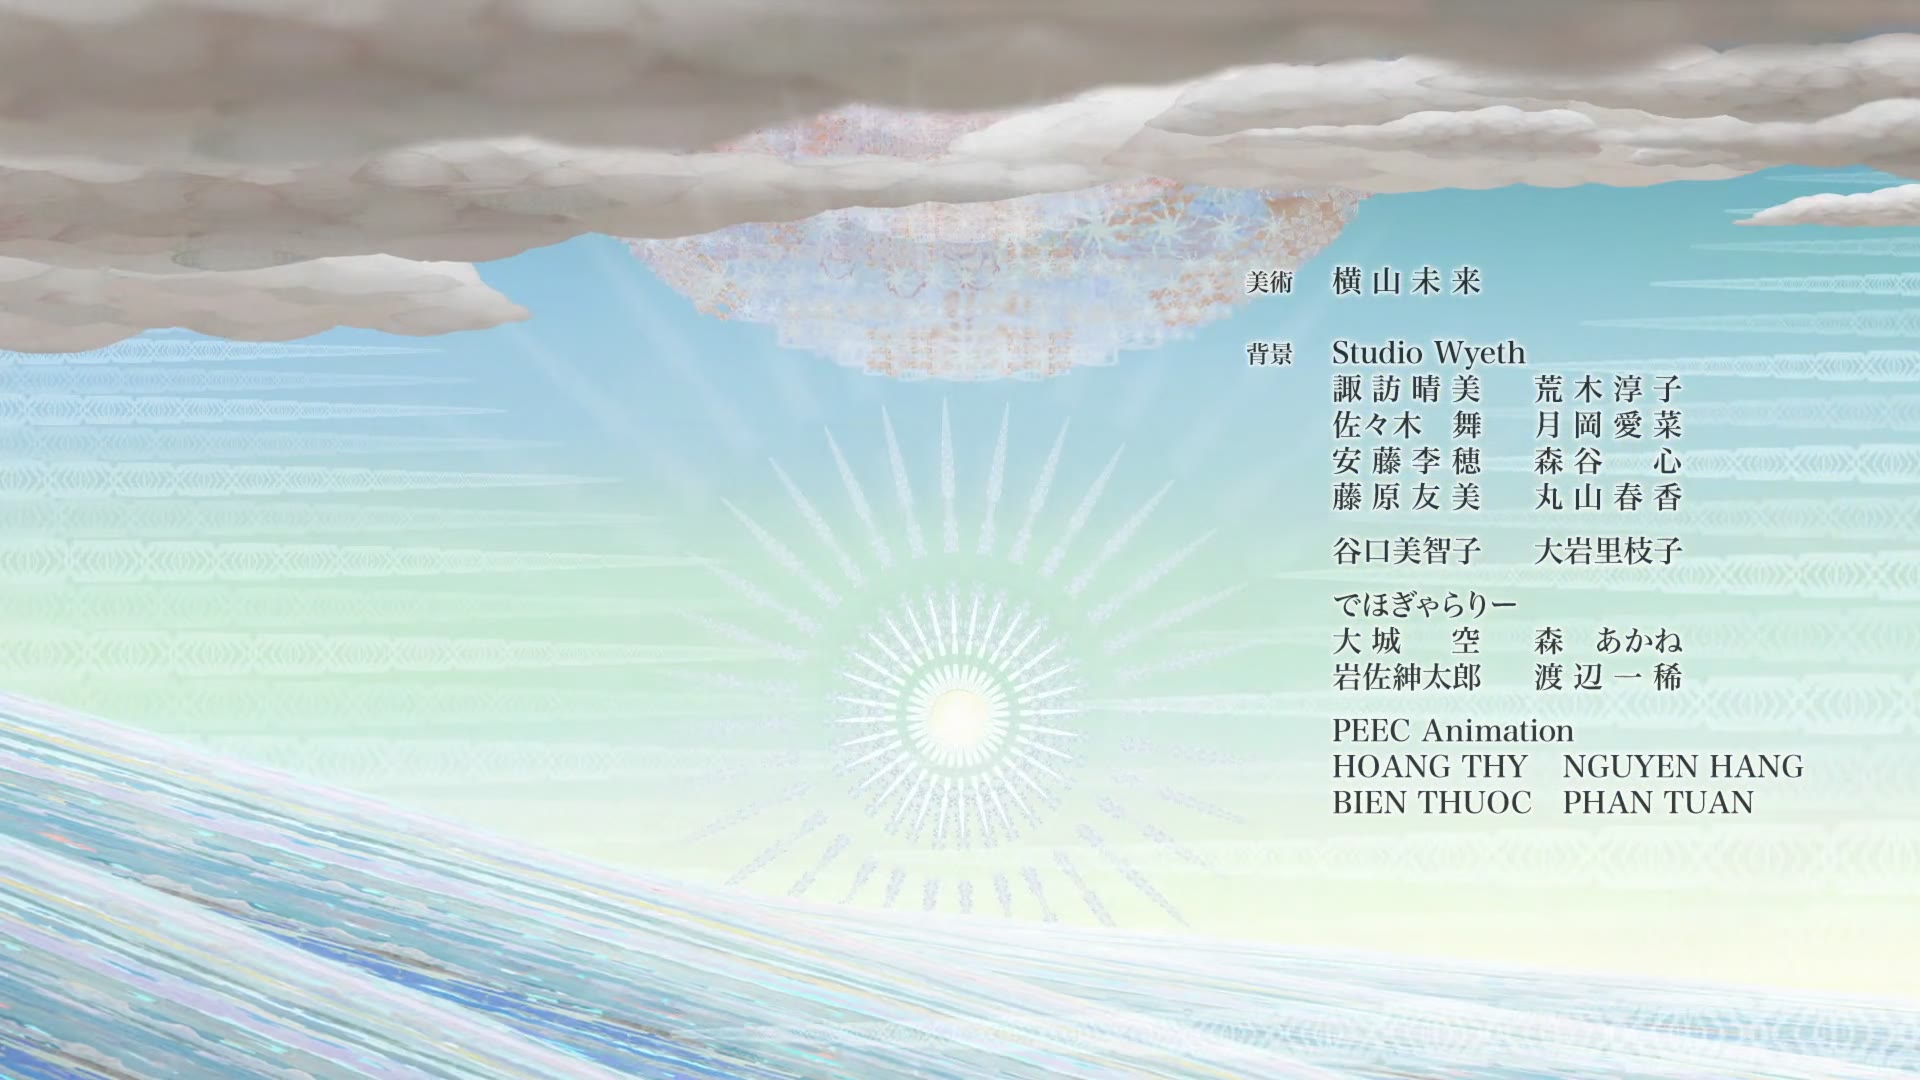 美術 横山未来
背景 Studio Wyeth
諏訪晴美 荒木淳子
佐々木 舞 月岡愛菜
安藤李穂 森谷 心
藤原友美 丸山春香
谷口美智子 大岩里枝子
でほぎゃらりー
大城 空 森 あかね
岩佐紳太郎 渡辺一稀
PEEC Animation
HOANG THY NGUYEN HANG
BIEN THUOC PHAN TUAN